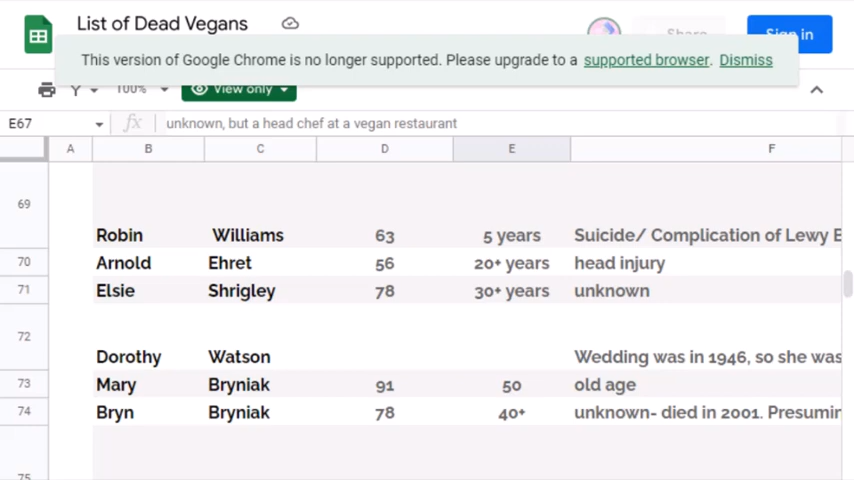 List of Dead Vegans
Share
Sign in
This version of Google Chrome is no longer supported. Please upgrade to a supported browser. Dismiss
100%
View only
E67
fx
unknown, but a head chef at a vegan restaurant
A B C D E F
69 Robin Williams 63 5 years Suicide/ Complication of Lewy
70 Arnold Ehret 56 20+ years head injury
71 Elsie Shrigley 78 30+ years unknown
72 Dorothy Watson Wedding was in 1946, so she was
73 Mary Bryniak 91 50 old age
74 Bryn Bryniak 78 40+ unknown- died in 2001.
75